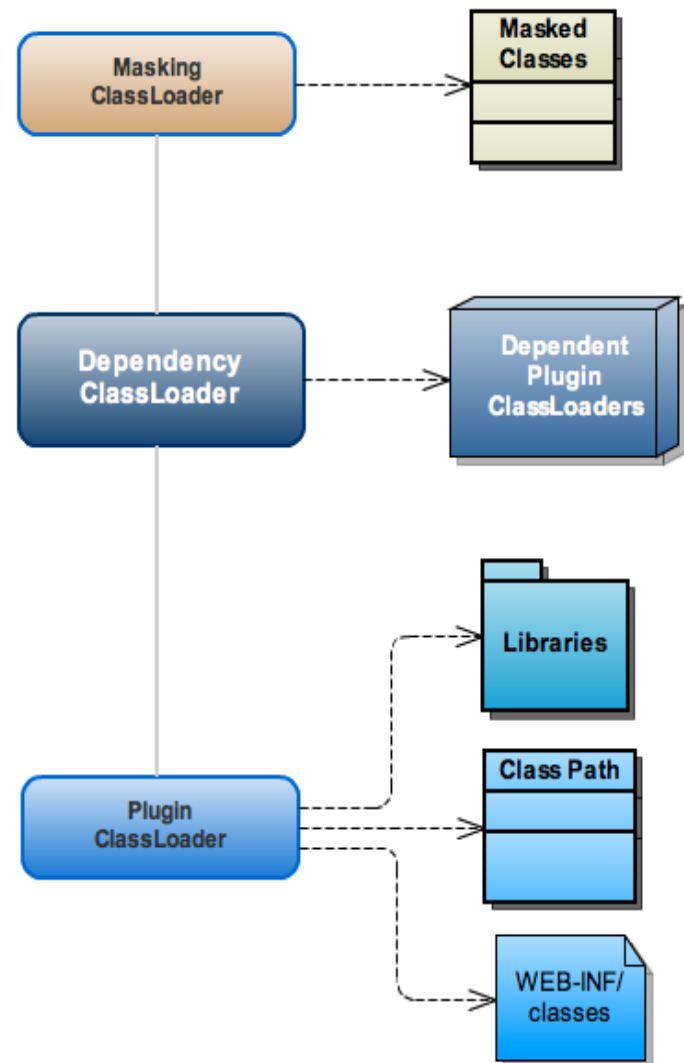 Masking
ClassLoader
Masked
Classes
Dependency
ClassLoader
Dependent
Plugin
ClassLoaders
Libraries
Class Path
Plugin
ClassLoader
WEB-INF/
classes